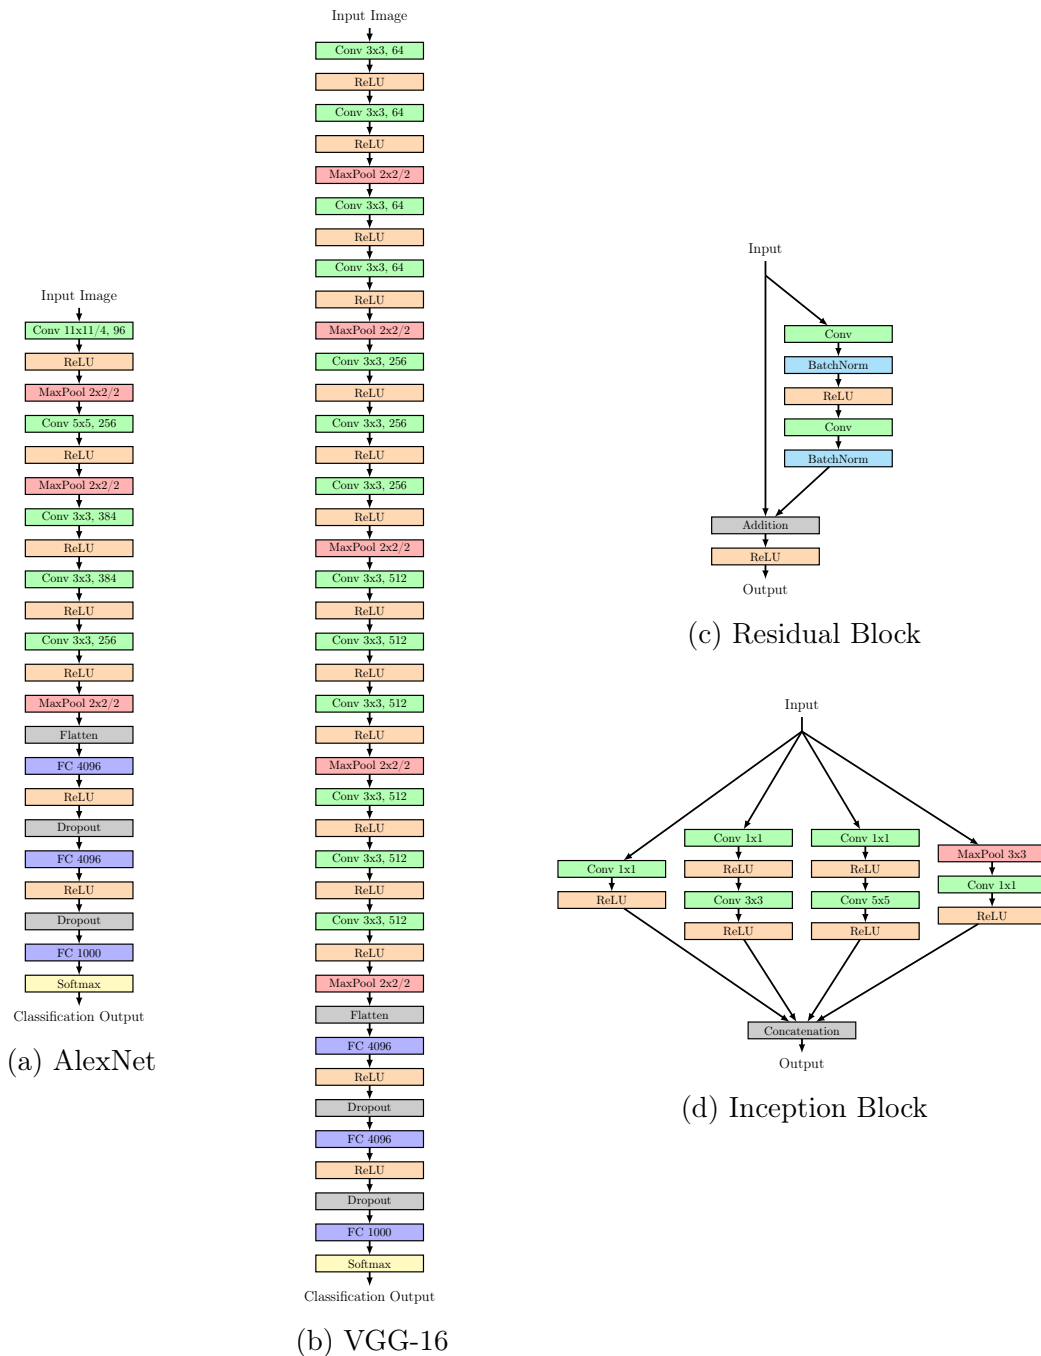 Input Image
Conv 11x11/4, 96
ReLU
MaxPool 2x2/2
Conv 5x5, 256
ReLU
MaxPool 2x2/2
Conv 3x3, 384
ReLU
Conv 3x3, 384
ReLU
Conv 3x3, 256
ReLU
MaxPool 2x2/2
Flatten
FC 4096
ReLU
Dropout
FC 4096
ReLU
Dropout
FC 1000
Softmax
Classification Output
(a) AlexNet
Input Image
Conv 3x3, 64
ReLU
Conv 3x3, 64
ReLU
MaxPool 2x2/2
Conv 3x3, 64
ReLU
Conv 3x3, 64
ReLU
MaxPool 2x2/2
Conv 3x3, 256
ReLU
Conv 3x3, 256
ReLU
Conv 3x3, 256
ReLU
MaxPool 2x2/2
Conv 3x3, 512
ReLU
Conv 3x3, 512
ReLU
Conv 3x3, 512
ReLU
MaxPool 2x2/2
Conv 3x3, 512
ReLU
Conv 3x3, 512
ReLU
Conv 3x3, 512
ReLU
MaxPool 2x2/2
Flatten
FC 4096
ReLU
Dropout
FC 4096
ReLU
Dropout
FC 1000
Softmax
Classification Output
(b) VGG-16
Input
Conv
BatchNorm
ReLU
Conv
BatchNorm
Addition
ReLU
Output
(c) Residual Block
Input
Conv 1x1
ReLU
Conv 1x1
ReLU
Conv 3x3
ReLU
Conv 1x1
ReLU
Conv 5x5
ReLU
MaxPool 3x3
Conv 1x1
ReLU
Concatenation
Output
(d) Inception Block